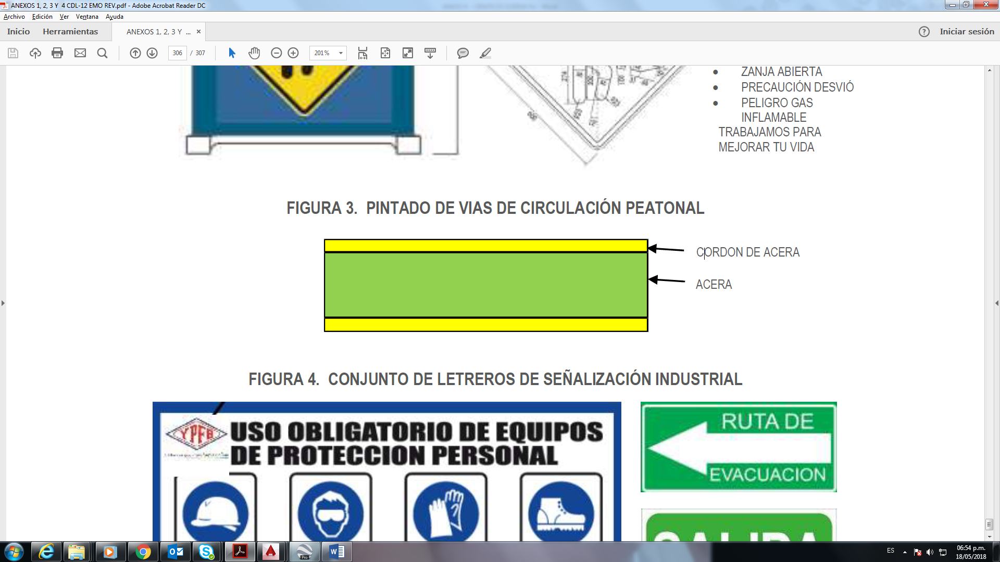 ANEXOS 1, 2, 3 Y  4 CDL-12 EMO REV.pdf - Adobe Acrobat Reader DC
Archivo Edición Ver Ventana Ayuda
Inicio Herramientas ANEXOS 1, 2, 3 Y ... × ? Iniciar sesión
306 / 307 201%
• ZANJA ABIERTA
• PRECAUCIÓN DESVIÓ
• PELIGRO GAS
INFLAMABLE
TRABAJAMOS PARA
MEJORAR TU VIDA
FIGURA 3.  PINTADO DE VIAS DE CIRCULACIÓN PEATONAL
CORDON DE ACERA
ACERA
FIGURA 4.  CONJUNTO DE LETREROS DE SEÑALIZACIÓN INDUSTRIAL
YPFB
USO OBLIGATORIO DE EQUIPOS
DE PROTECCION PERSONAL
RUTA DE
EVACUACION
SALIDA
ES
06:54 p.m.
18/05/2018
Pro